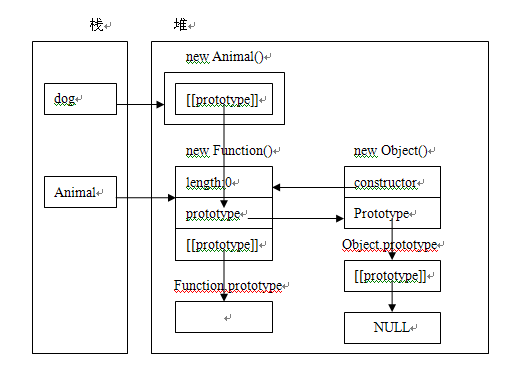 栈
堆
new Animal()
dog
[[prototype]]
new Function()
new Object()
length:0
constructor
Animal
prototype
Prototype
[[prototype]]
Object.prototype
[[prototype]]
Function.prototype
NULL